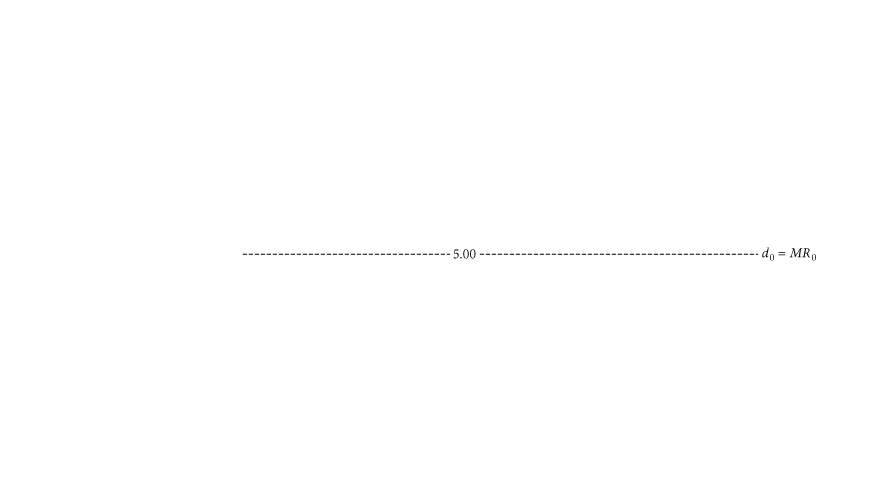 5.00 d₀ = MR₀